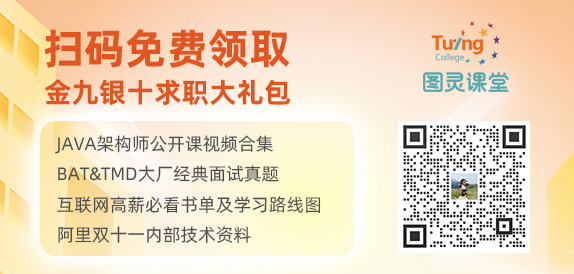 扫码免费领取
金九银十求职大礼包
Turing
College
图灵课堂
JAVA架构师公开课视频合集
BAT&TMD大厂经典面试真题
互联网高薪必看书单及学习路线图
阿里双十一内部技术资料